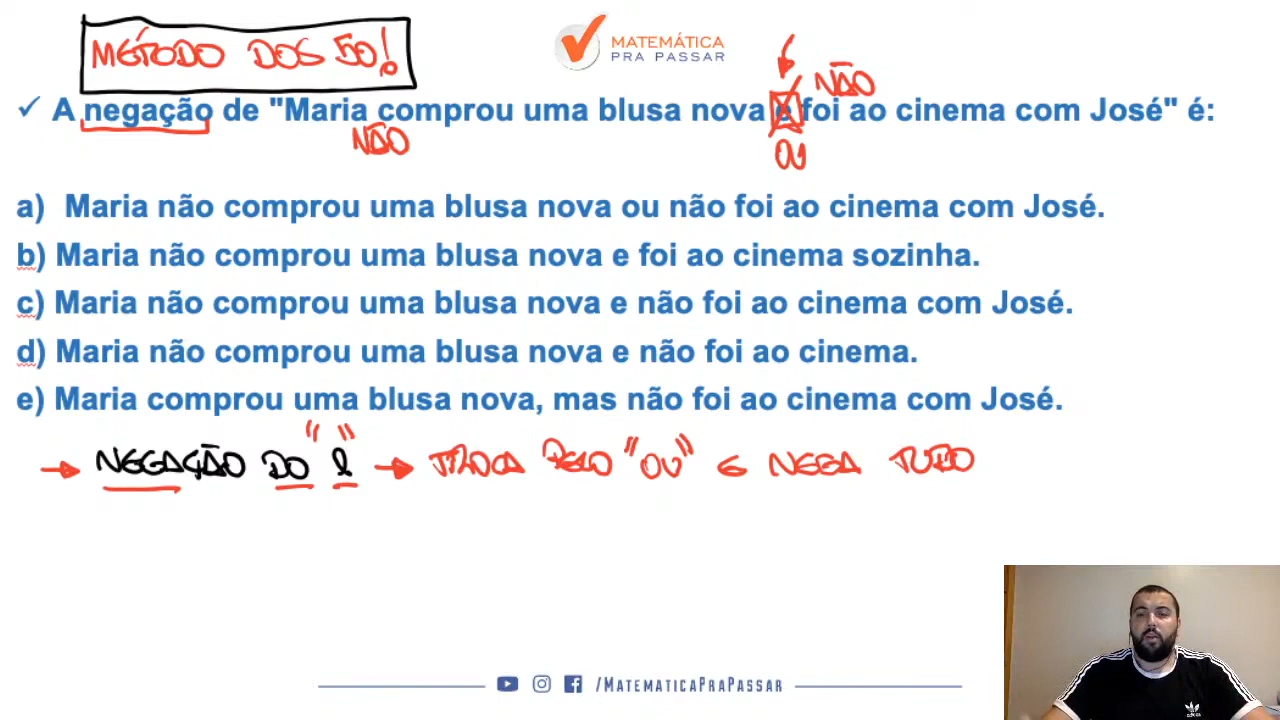 MÉTODO DOS 50!
MATEMÁTICA
PRA PASSAR
NÃO
✓ A negação de "Maria comprou uma blusa nova e foi ao cinema com José" é:
NÃO
OU
a) Maria não comprou uma blusa nova ou não foi ao cinema com José.
b) Maria não comprou uma blusa nova e foi ao cinema sozinha.
c) Maria não comprou uma blusa nova e não foi ao cinema com José.
d) Maria não comprou uma blusa nova e não foi ao cinema.
e) Maria comprou uma blusa nova, mas não foi ao cinema com José.
→ NEGAÇÃO DO "e" → TROCA PELO "OU" E NEGA TUDO
/MATEMATICAPRAPASSAR